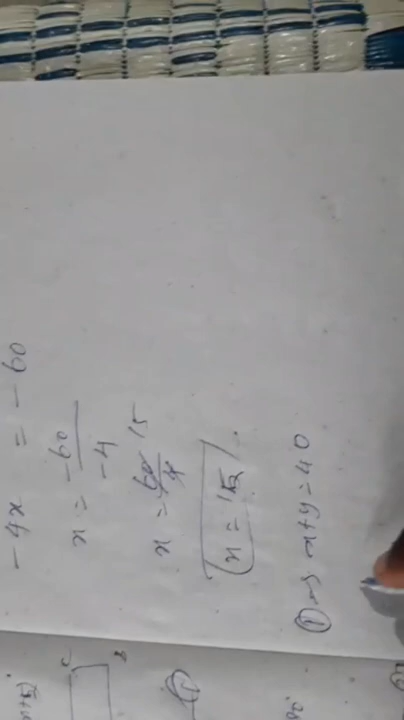 -4x = -60
x = -60/-4
x = 60/4 15
x = 15
① → x+y=40